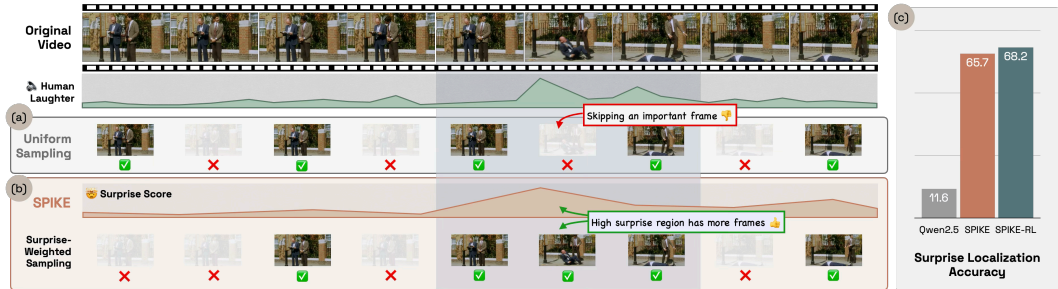 Original
Video
Human
Laughter
(a)
Uniform
Sampling
Skipping an important frame
(b)
SPIKE
Surprise Score
High surprise region has more frames
Surprise-
Weighted
Sampling
(c)
11.6
65.7
68.2
Qwen2.5 SPIKE SPIKE-RL
Surprise Localization
Accuracy